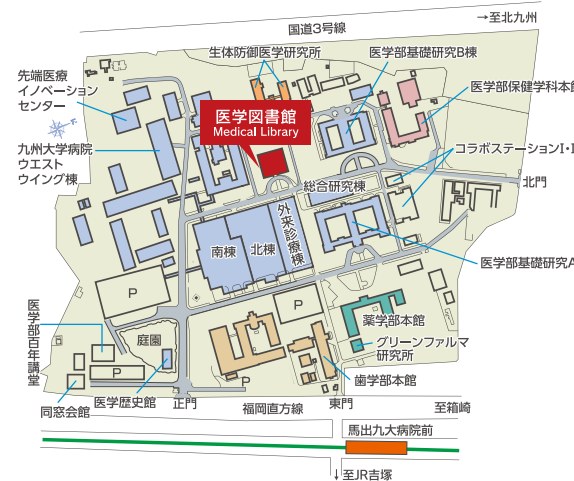 国道3号線
→至北九州
生体防御医学研究所
医学部基礎研究B棟
先端医療
イノベーション
センター
医学部保健学科本館
医学図書館
Medical Library
九州大学病院
ウエスト
ウイング棟
コラボステーションI・I
総合研究棟
北門
外来診療棟
南棟
北棟
医学部基礎研究A
P
P
医学部百年講堂
庭園
薬学部本館
グリーンファルマ
研究所
P
歯学部本館
同窓会館
医学歴史館
正門
福岡直方線
東門
至箱崎
馬出九大病院前
↓至JR吉塚